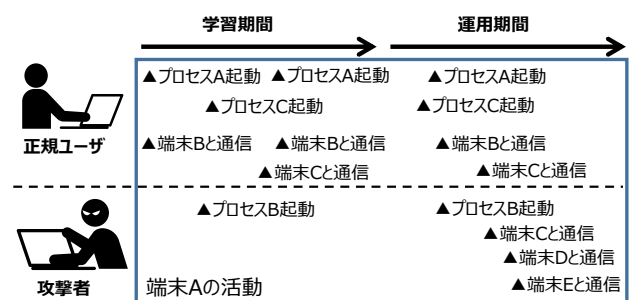 学習期間 運用期間
▲プロセスA起動 ▲プロセスA起動 ▲プロセスA起動
▲プロセスC起動 ▲プロセスC起動
正規ユーザ ▲端末Bと通信 ▲端末Bと通信 ▲端末Bと通信
▲端末Cと通信 ▲端末Cと通信
▲プロセスB起動 ▲プロセスB起動
▲端末Cと通信
▲端末Dと通信
攻撃者 端末Aの活動 ▲端末Eと通信